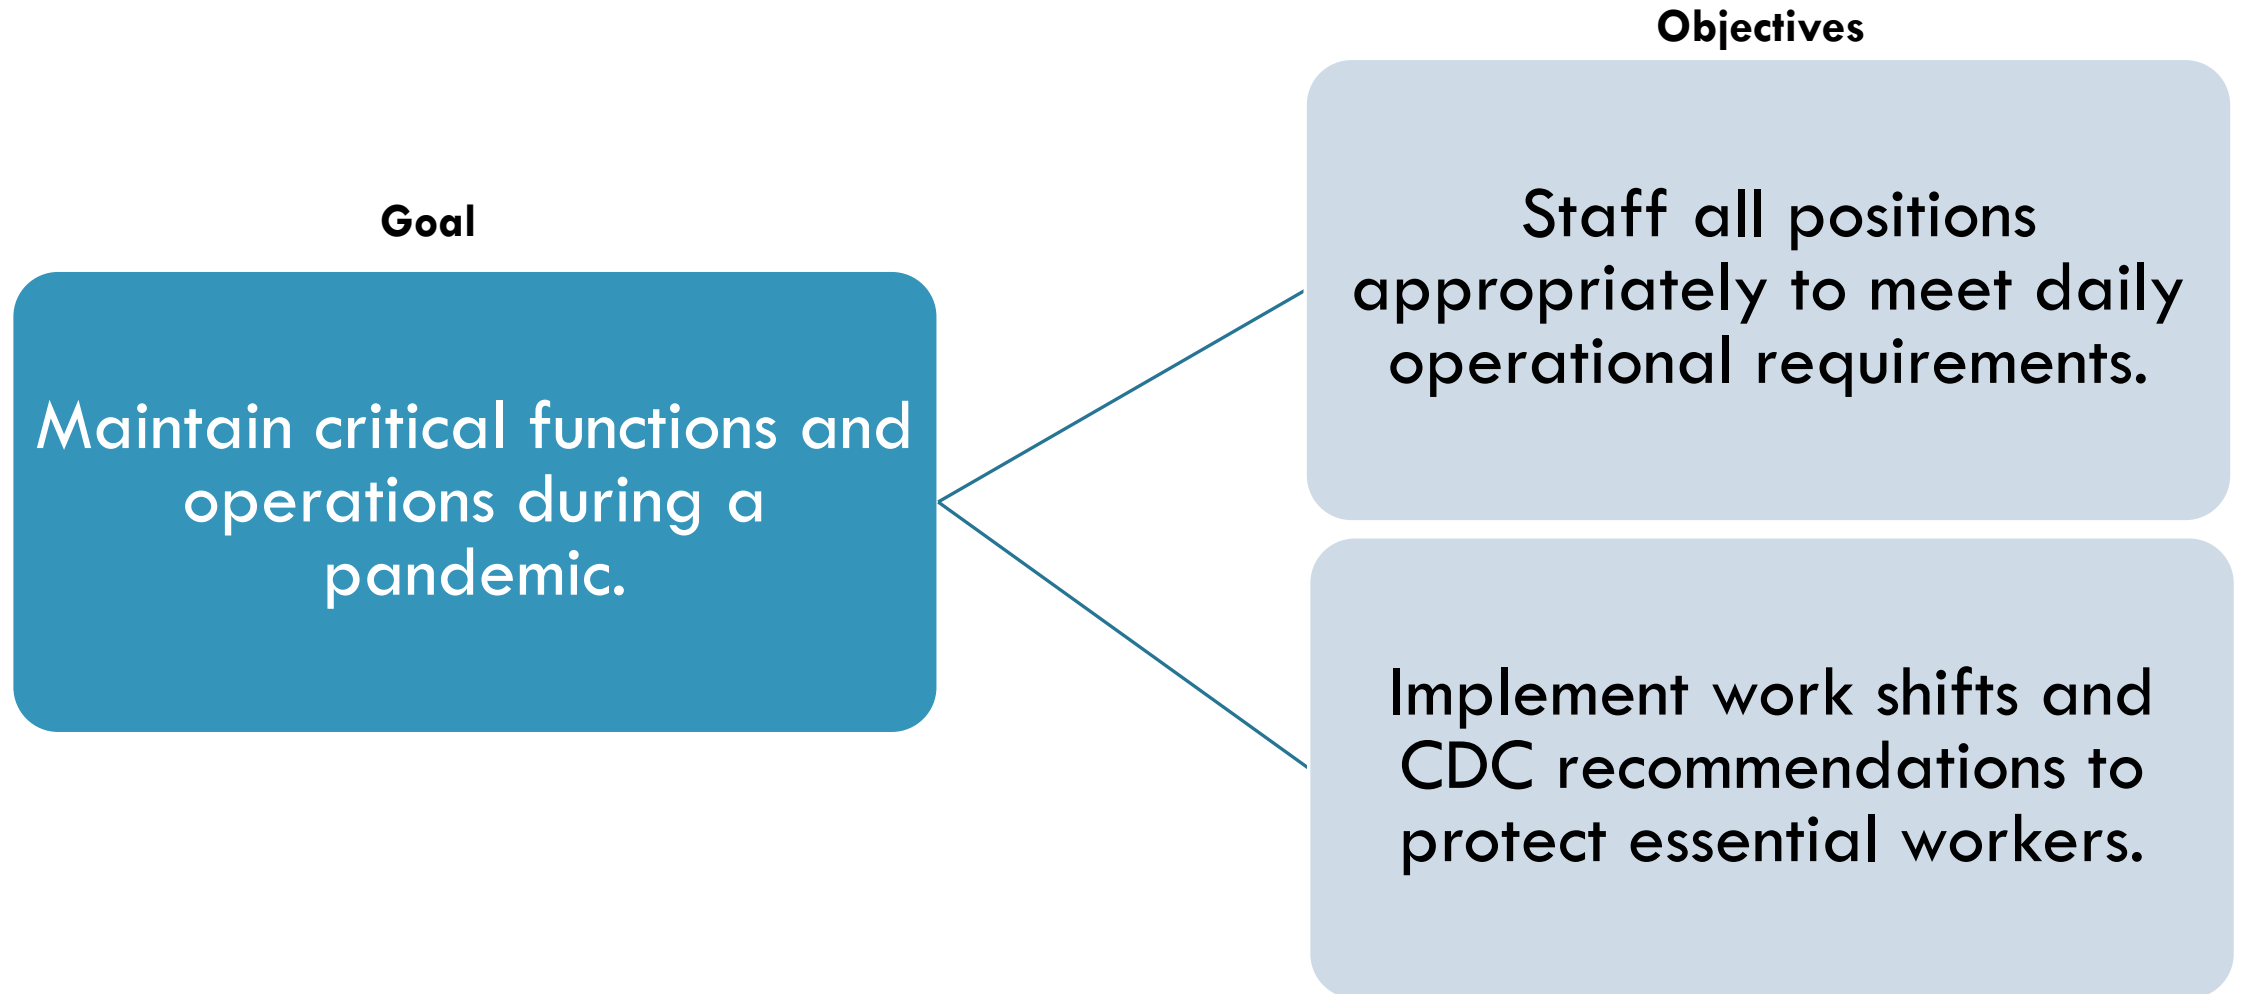 Goal
Maintain critical functions and
operations during a
pandemic.
Objectives
Staff all positions
appropriately to meet daily
operational requirements.
Implement work shifts and
CDC recommendations to
protect essential workers.